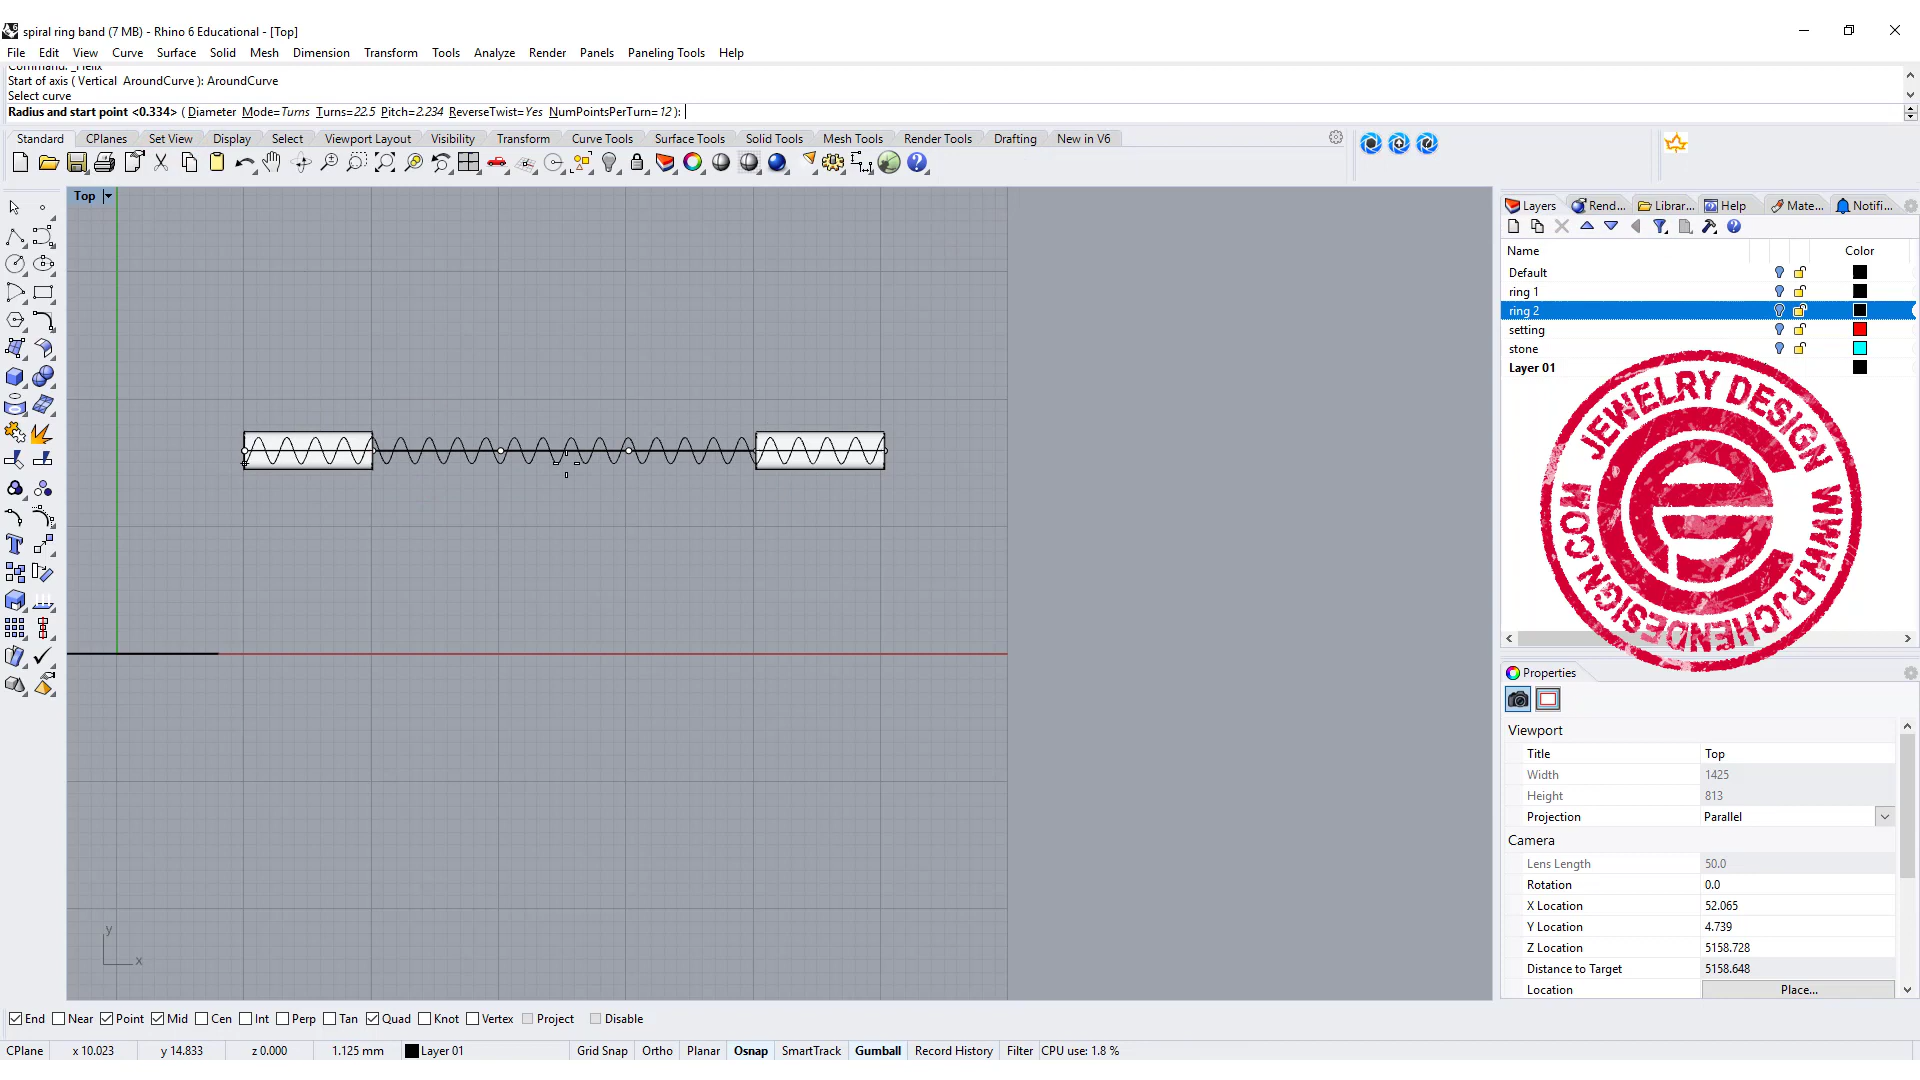 spiral ring band (7 MB) - Rhino 6 Educational - [Top]
File Edit View Curve Surface Solid Mesh Dimension Transform Tools Analyze Render Panels Paneling Tools Help
Command: _Helix
Start of axis ( Vertical AroundCurve ): AroundCurve
Select curve
Radius and start point <0.334> ( Diameter Mode=Turns Turns=22.5 Pitch=2.234 ReverseTwist=Yes NumPointsPerTurn=12 ):
Standard CPlanes Set View Display Select Viewport Layout Visibility Transform Curve Tools Surface Tools Solid Tools Mesh Tools Render Tools Drafting New in V6
Top
Layers Rend... Librar... Help Mate... Notifi...
Name Color
Default
ring 1
ring 2
setting
stone
Layer 01
JEWELRY DESIGN WWW.PJCHENDESIGN.COM
Properties
Viewport
Title Top
Width 1425
Height 813
Projection Parallel
Camera
Lens Length 50.0
Rotation 0.0
X Location 52.065
Y Location 4.739
Z Location 5158.728
Distance to Target 5158.648
Location Place...
y
x
End Near Point Mid Cen Int Perp Tan Quad Knot Vertex Project Disable
CPlane x 10.023 y 14.833 z 0.000 1.125 mm Layer 01 Grid Snap Ortho Planar Osnap SmartTrack Gumball Record History Filter CPU use: 1.8 %